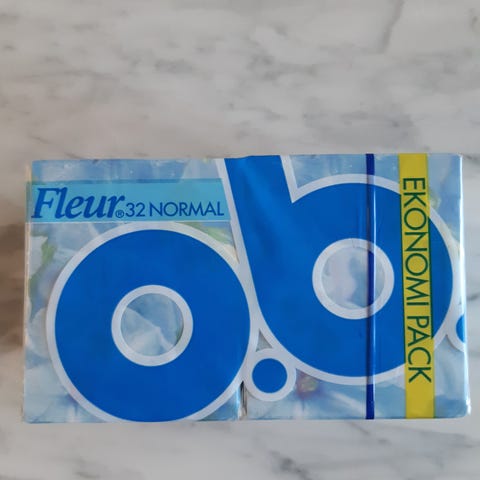 Fleur® 32 NORMAL
o.b.
EKONOMI PACK